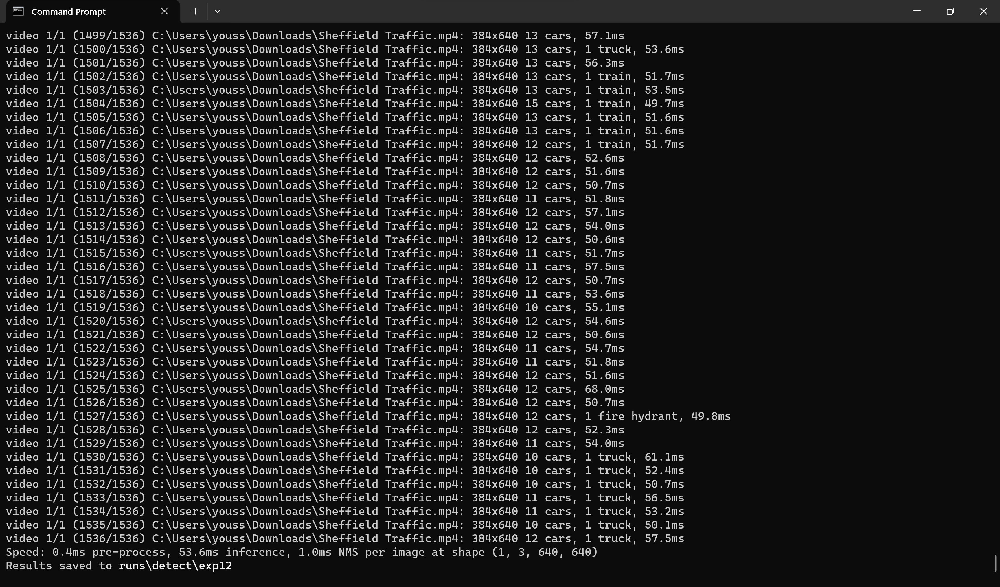 Command Prompt
video 1/1 (1499/1536) C:\Users\youss\Downloads\Sheffield Traffic.mp4: 384x640 13 cars, 57.1ms
video 1/1 (1500/1536) C:\Users\youss\Downloads\Sheffield Traffic.mp4: 384x640 13 cars, 1 truck, 53.6ms
video 1/1 (1501/1536) C:\Users\youss\Downloads\Sheffield Traffic.mp4: 384x640 13 cars, 56.3ms
video 1/1 (1502/1536) C:\Users\youss\Downloads\Sheffield Traffic.mp4: 384x640 13 cars, 1 train, 51.7ms
video 1/1 (1503/1536) C:\Users\youss\Downloads\Sheffield Traffic.mp4: 384x640 13 cars, 1 train, 53.5ms
video 1/1 (1504/1536) C:\Users\youss\Downloads\Sheffield Traffic.mp4: 384x640 15 cars, 1 train, 49.7ms
video 1/1 (1505/1536) C:\Users\youss\Downloads\Sheffield Traffic.mp4: 384x640 13 cars, 1 train, 51.6ms
video 1/1 (1506/1536) C:\Users\youss\Downloads\Sheffield Traffic.mp4: 384x640 13 cars, 1 train, 51.6ms
video 1/1 (1507/1536) C:\Users\youss\Downloads\Sheffield Traffic.mp4: 384x640 12 cars, 1 train, 51.7ms
video 1/1 (1508/1536) C:\Users\youss\Downloads\Sheffield Traffic.mp4: 384x640 12 cars, 52.6ms
video 1/1 (1509/1536) C:\Users\youss\Downloads\Sheffield Traffic.mp4: 384x640 12 cars, 51.6ms
video 1/1 (1510/1536) C:\Users\youss\Downloads\Sheffield Traffic.mp4: 384x640 12 cars, 50.7ms
video 1/1 (1511/1536) C:\Users\youss\Downloads\Sheffield Traffic.mp4: 384x640 11 cars, 51.8ms
video 1/1 (1512/1536) C:\Users\youss\Downloads\Sheffield Traffic.mp4: 384x640 12 cars, 57.1ms
video 1/1 (1513/1536) C:\Users\youss\Downloads\Sheffield Traffic.mp4: 384x640 12 cars, 54.0ms
video 1/1 (1514/1536) C:\Users\youss\Downloads\Sheffield Traffic.mp4: 384x640 12 cars, 50.6ms
video 1/1 (1515/1536) C:\Users\youss\Downloads\Sheffield Traffic.mp4: 384x640 11 cars, 51.7ms
video 1/1 (1516/1536) C:\Users\youss\Downloads\Sheffield Traffic.mp4: 384x640 11 cars, 57.5ms
video 1/1 (1517/1536) C:\Users\youss\Downloads\Sheffield Traffic.mp4: 384x640 12 cars, 50.7ms
video 1/1 (1518/1536) C:\Users\youss\Downloads\Sheffield Traffic.mp4: 384x640 11 cars, 53.6ms
video 1/1 (1519/1536) C:\Users\youss\Downloads\Sheffield Traffic.mp4: 384x640 10 cars, 55.1ms
video 1/1 (1520/1536) C:\Users\youss\Downloads\Sheffield Traffic.mp4: 384x640 12 cars, 54.6ms
video 1/1 (1521/1536) C:\Users\youss\Downloads\Sheffield Traffic.mp4: 384x640 12 cars, 50.6ms
video 1/1 (1522/1536) C:\Users\youss\Downloads\Sheffield Traffic.mp4: 384x640 11 cars, 54.7ms
video 1/1 (1523/1536) C:\Users\youss\Downloads\Sheffield Traffic.mp4: 384x640 11 cars, 51.8ms
video 1/1 (1524/1536) C:\Users\youss\Downloads\Sheffield Traffic.mp4: 384x640 12 cars, 51.6ms
video 1/1 (1525/1536) C:\Users\youss\Downloads\Sheffield Traffic.mp4: 384x640 12 cars, 68.0ms
video 1/1 (1526/1536) C:\Users\youss\Downloads\Sheffield Traffic.mp4: 384x640 12 cars, 50.7ms
video 1/1 (1527/1536) C:\Users\youss\Downloads\Sheffield Traffic.mp4: 384x640 12 cars, 1 fire hydrant, 49.8ms
video 1/1 (1528/1536) C:\Users\youss\Downloads\Sheffield Traffic.mp4: 384x640 12 cars, 52.3ms
video 1/1 (1529/1536) C:\Users\youss\Downloads\Sheffield Traffic.mp4: 384x640 11 cars, 54.0ms
video 1/1 (1530/1536) C:\Users\youss\Downloads\Sheffield Traffic.mp4: 384x640 10 cars, 1 truck, 61.1ms
video 1/1 (1531/1536) C:\Users\youss\Downloads\Sheffield Traffic.mp4: 384x640 10 cars, 1 truck, 52.4ms
video 1/1 (1532/1536) C:\Users\youss\Downloads\Sheffield Traffic.mp4: 384x640 10 cars, 1 truck, 50.7ms
video 1/1 (1533/1536) C:\Users\youss\Downloads\Sheffield Traffic.mp4: 384x640 11 cars, 1 truck, 56.5ms
video 1/1 (1534/1536) C:\Users\youss\Downloads\Sheffield Traffic.mp4: 384x640 11 cars, 1 truck, 53.2ms
video 1/1 (1535/1536) C:\Users\youss\Downloads\Sheffield Traffic.mp4: 384x640 10 cars, 1 truck, 50.1ms
video 1/1 (1536/1536) C:\Users\youss\Downloads\Sheffield Traffic.mp4: 384x640 12 cars, 1 truck, 57.5ms
Speed: 0.4ms pre-process, 53.6ms inference, 1.0ms NMS per image at shape (1, 3, 640, 640)
Results saved to runs\detect\exp12